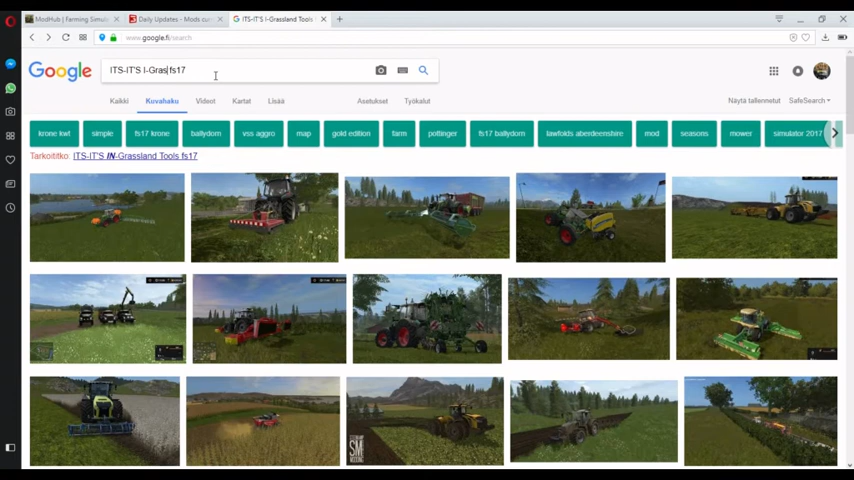 ModHub | Farming Simula
Daily Updates - Mods cur
ITS-IT'S I-Grassland Tools f
www.google.fi/search
Google
ITS-IT'S I-Gras fs17
Kaikki Kuvahaku Videot Kartat Lisää Asetukset Työkalut Näytä tallennetut SafeSearch
krone kwt simple fs17 krone ballydorn vss aggro map gold edition farm pottinger fs17 ballydorn lawfolds aberdeenshire mod seasons mower simulator 2017
Tarkoititko: ITS-IT'S IN-Grassland Tools fs17
SM